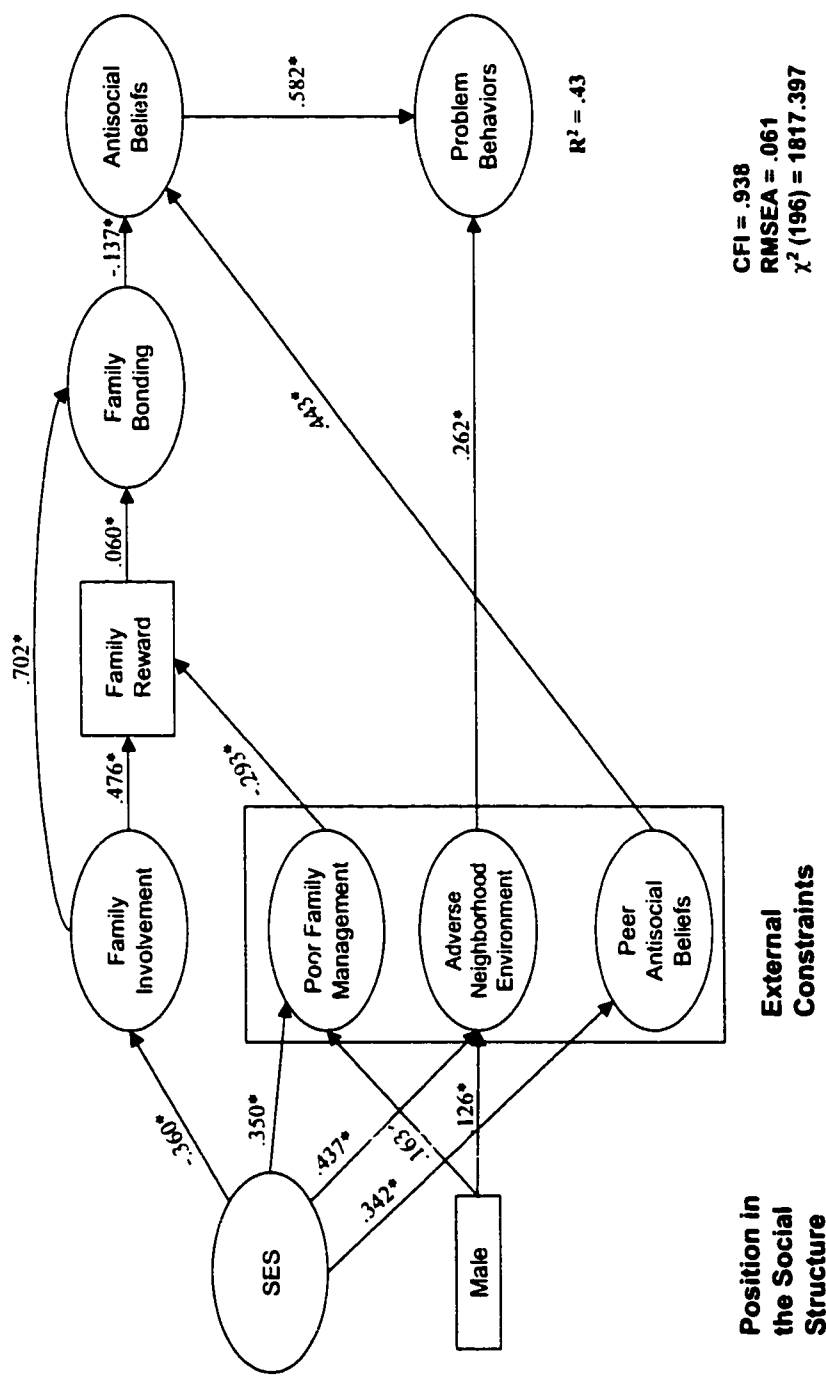 SES
Male
Position in
the Social
Structure
-.360*
.350*
.437*
.342*
.163*
.126*
Family
Involvement
Poor Family
Management
Adverse
Neighborhood
Environment
Peer
Antisocial
Beliefs
External
Constraints
.702*
.476*
-.293*
Family
Reward
.060*
Family
Bonding
.443*
.262*
-.137*
Antisocial
Beliefs
.582*
Problem
Behaviors
R² = .43
CFI = .938
RMSEA = .061
χ² (196) = 1817.397